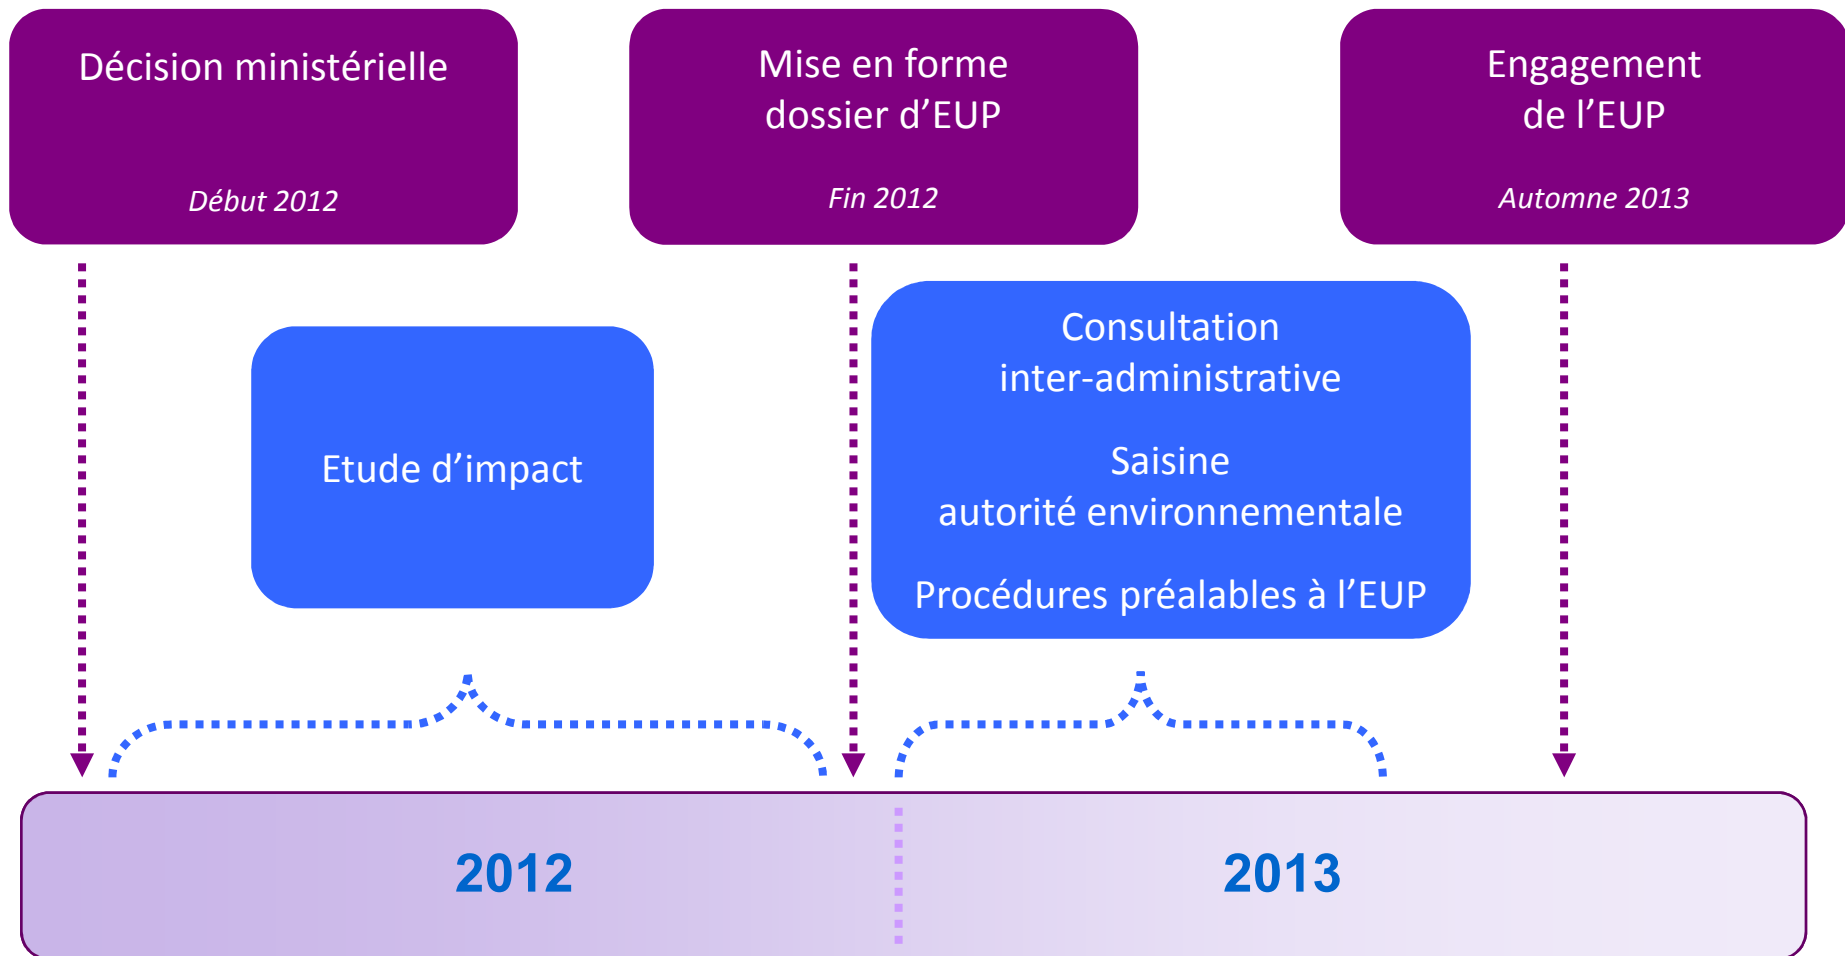 Décision ministérielle
Début 2012
Mise en forme
dossier d’EUP
Fin 2012
Engagement
de l’EUP
Automne 2013
Etude d’impact
Consultation
inter-administrative
Saisine
autorité environnementale
Procédures préalables à l’EUP
2012
2013